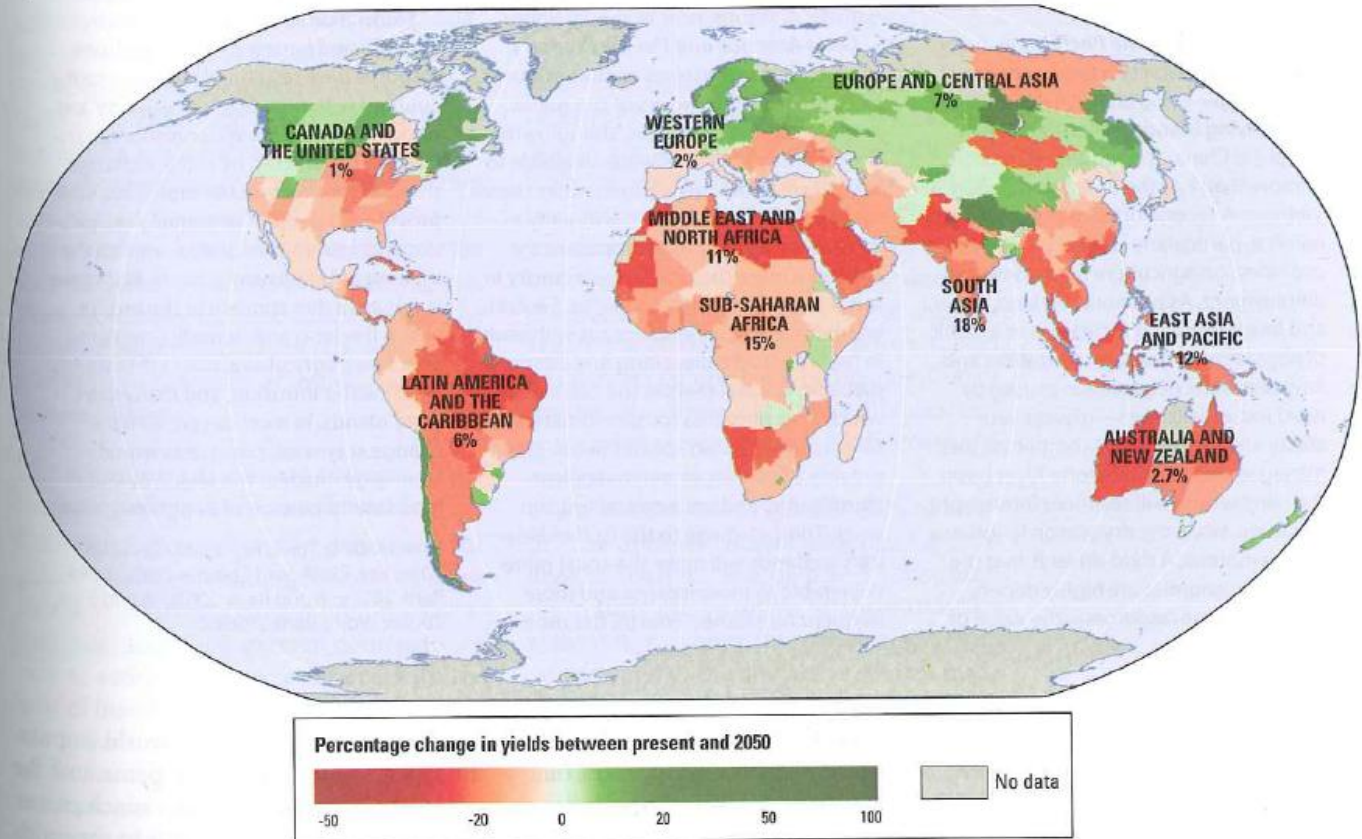 EUROPE AND CENTRAL ASIA
7%
WESTERN
EUROPE
2%
CANADA AND
THE UNITED STATES
1%
MIDDLE EAST AND
NORTH AFRICA
11%
SUB-SAHARAN
AFRICA
15%
SOUTH
ASIA
18%
EAST ASIA
AND PACIFIC
12%
LATIN AMERICA
AND THE
CARIBBEAN
6%
AUSTRALIA AND
NEW ZEALAND
2.7%
Percentage change in yields between present and 2050
No data
-50 -20 0 20 50 100